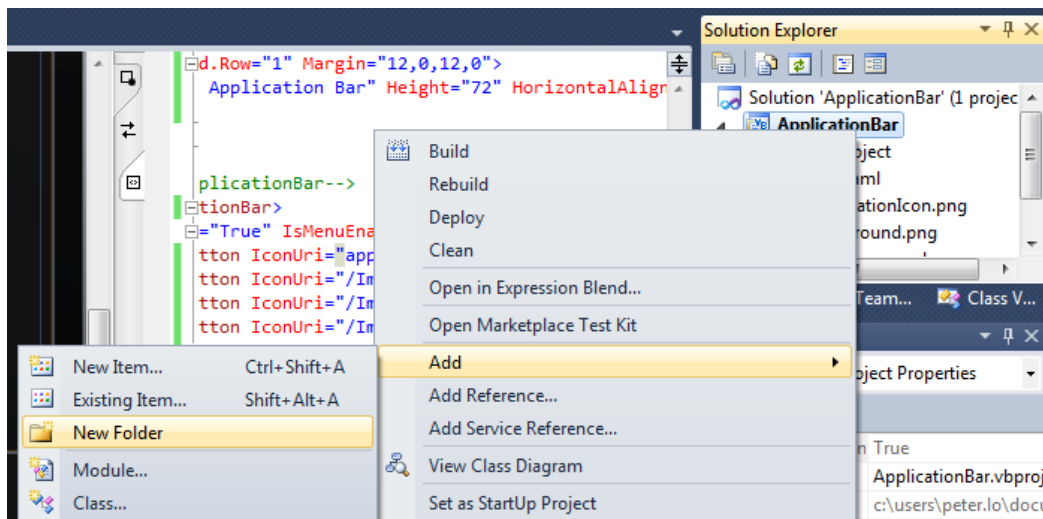 Solution Explorer
d.Row="1" Margin="12,0,12,0">
Application Bar" Height="72" HorizontalAlign
Solution 'ApplicationBar' (1 projec
ApplicationBar
plicationBar-->
tionBar>
="True" IsMenuEna
tton IconUri="app
tton IconUri="/Im
tton IconUri="/Im
tton IconUri="/Im
Build
Rebuild
Deploy
Clean
Open in Expression Blend...
Open Marketplace Test Kit
Add
Add Reference...
Add Service Reference...
View Class Diagram
Set as StartUp Project
New Item... Ctrl+Shift+A
Existing Item... Shift+Alt+A
New Folder
Module...
Class...
oject
aml
ationIcon.png
round.png
Team... Class V...
oject Properties
n True
ApplicationBar.vbproj
c:\users\peter.lo\docu